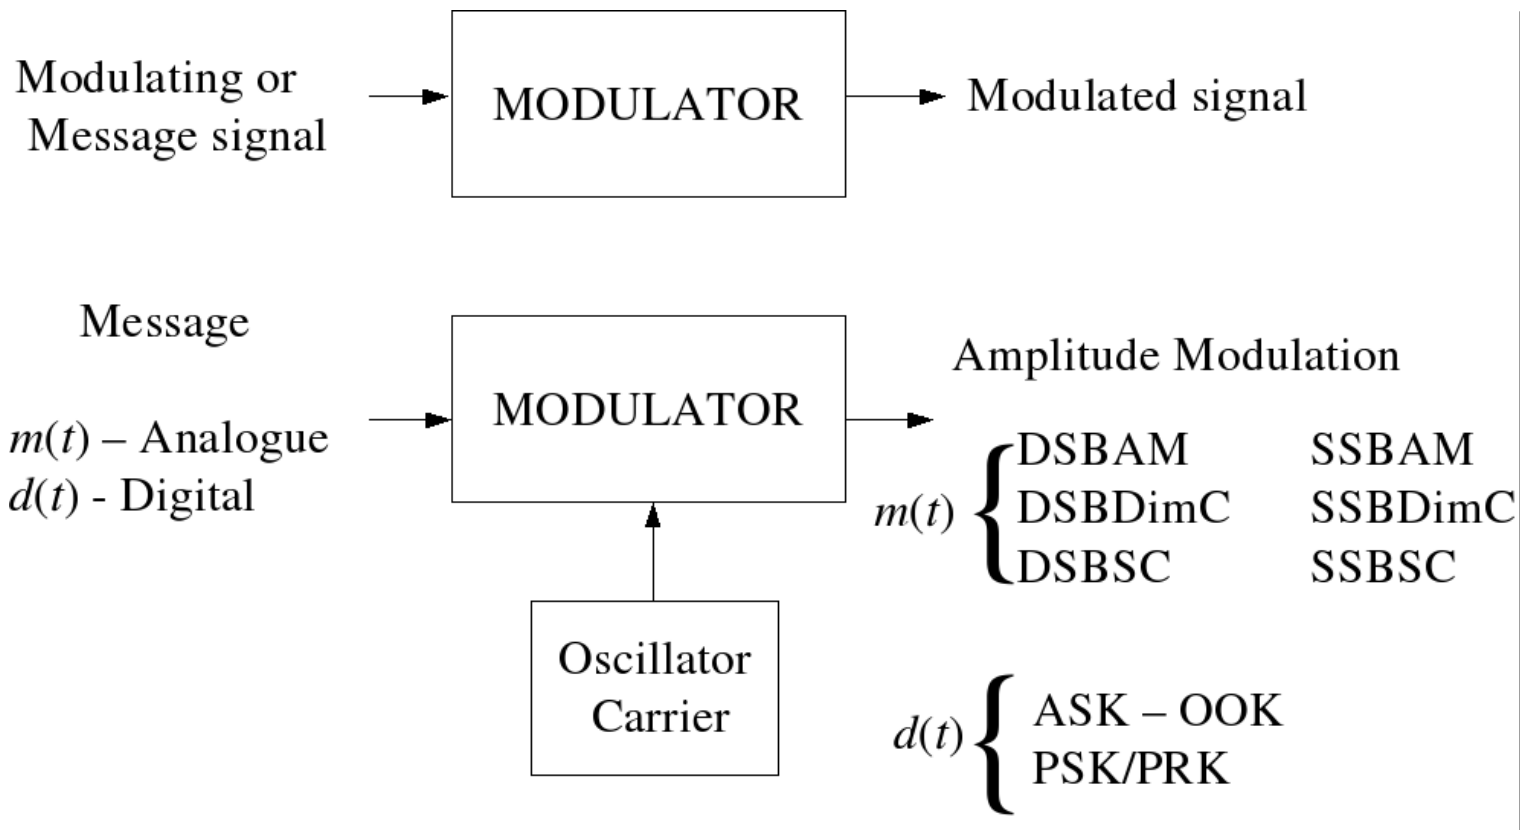 Modulating or
Message signal
MODULATOR
Modulated signal
Message
m(t) – Analogue
d(t) - Digital
MODULATOR
Oscillator
Carrier
Amplitude Modulation
m(t)
DSBAM SSBAM
DSBDimC SSBDimC
DSBSC SSBSC
d(t)
ASK – OOK
PSK/PRK